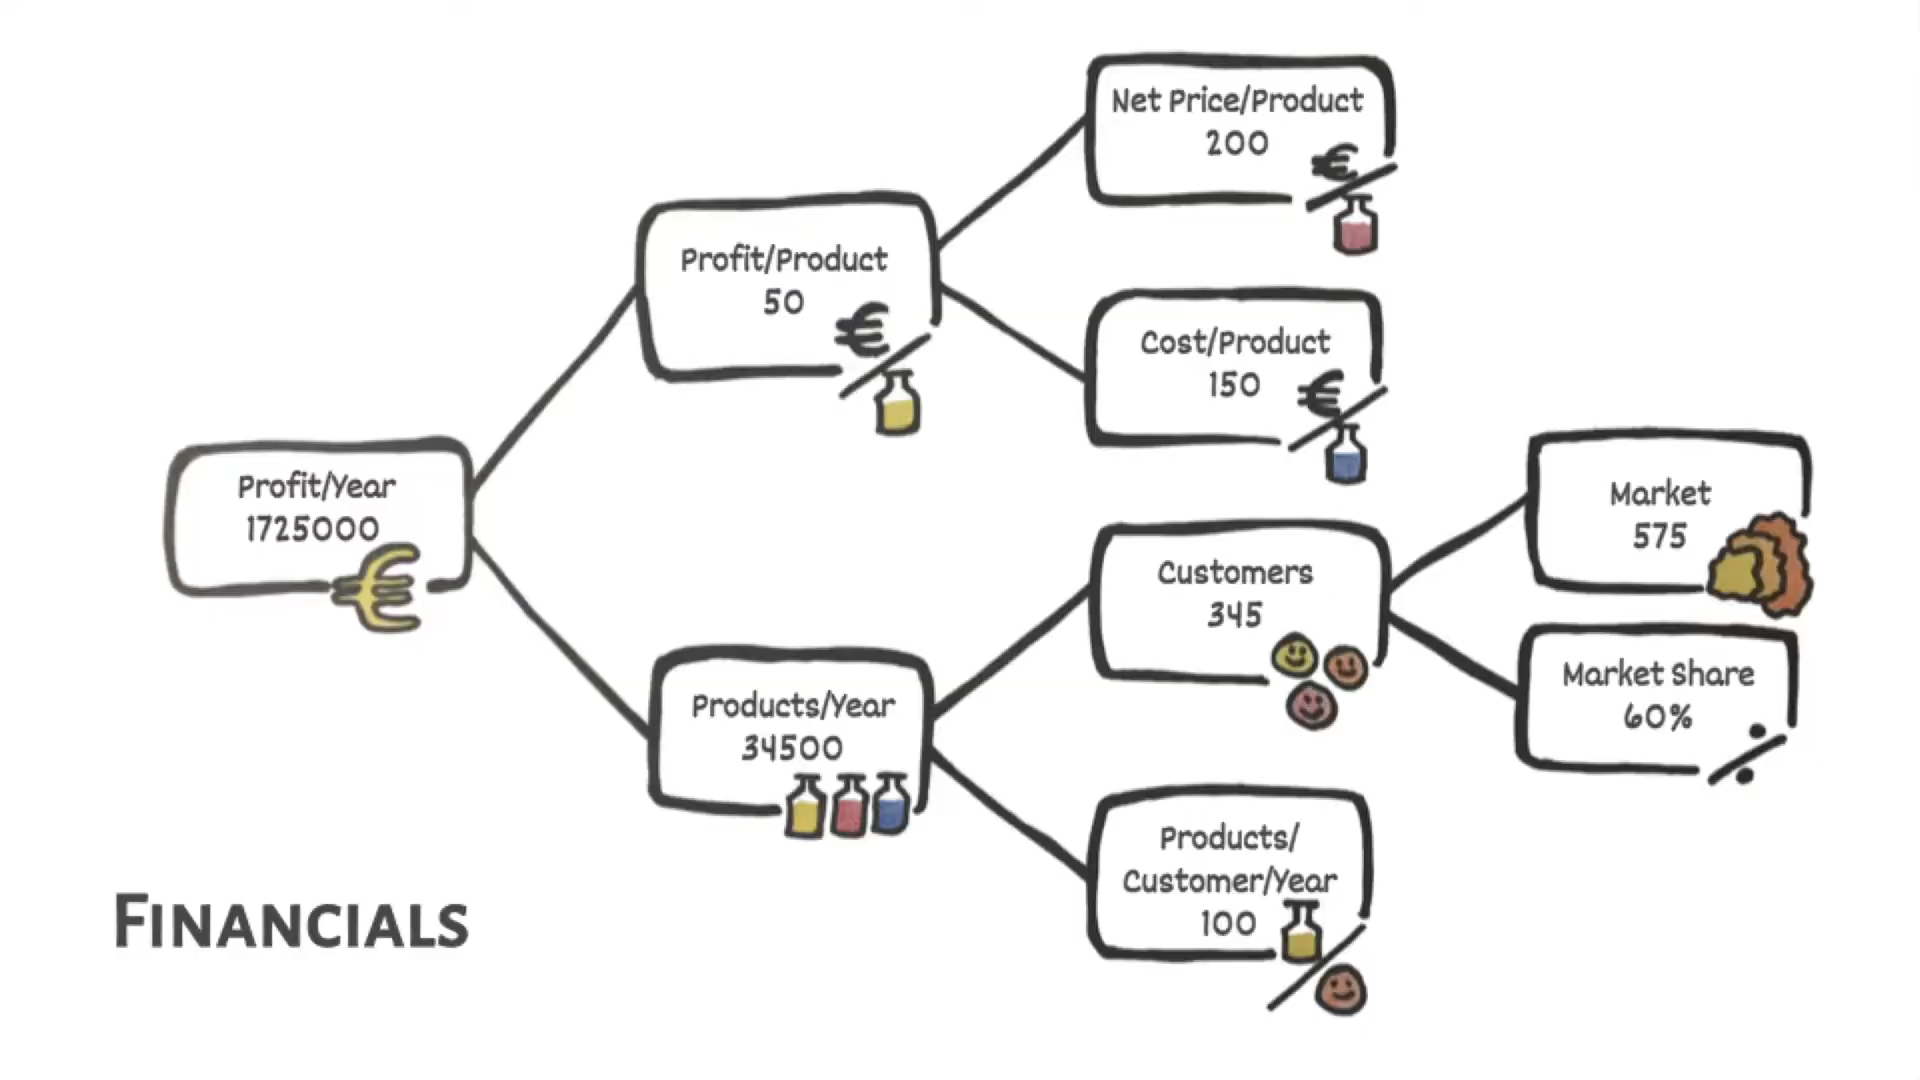 Net Price/Product
200
Profit/Product
50
Cost/Product
150
Profit/Year
1725000
Market
575
Customers
345
Market Share
60%
Products/Year
34500
Products/
Customer/Year
100
FINANCIALS